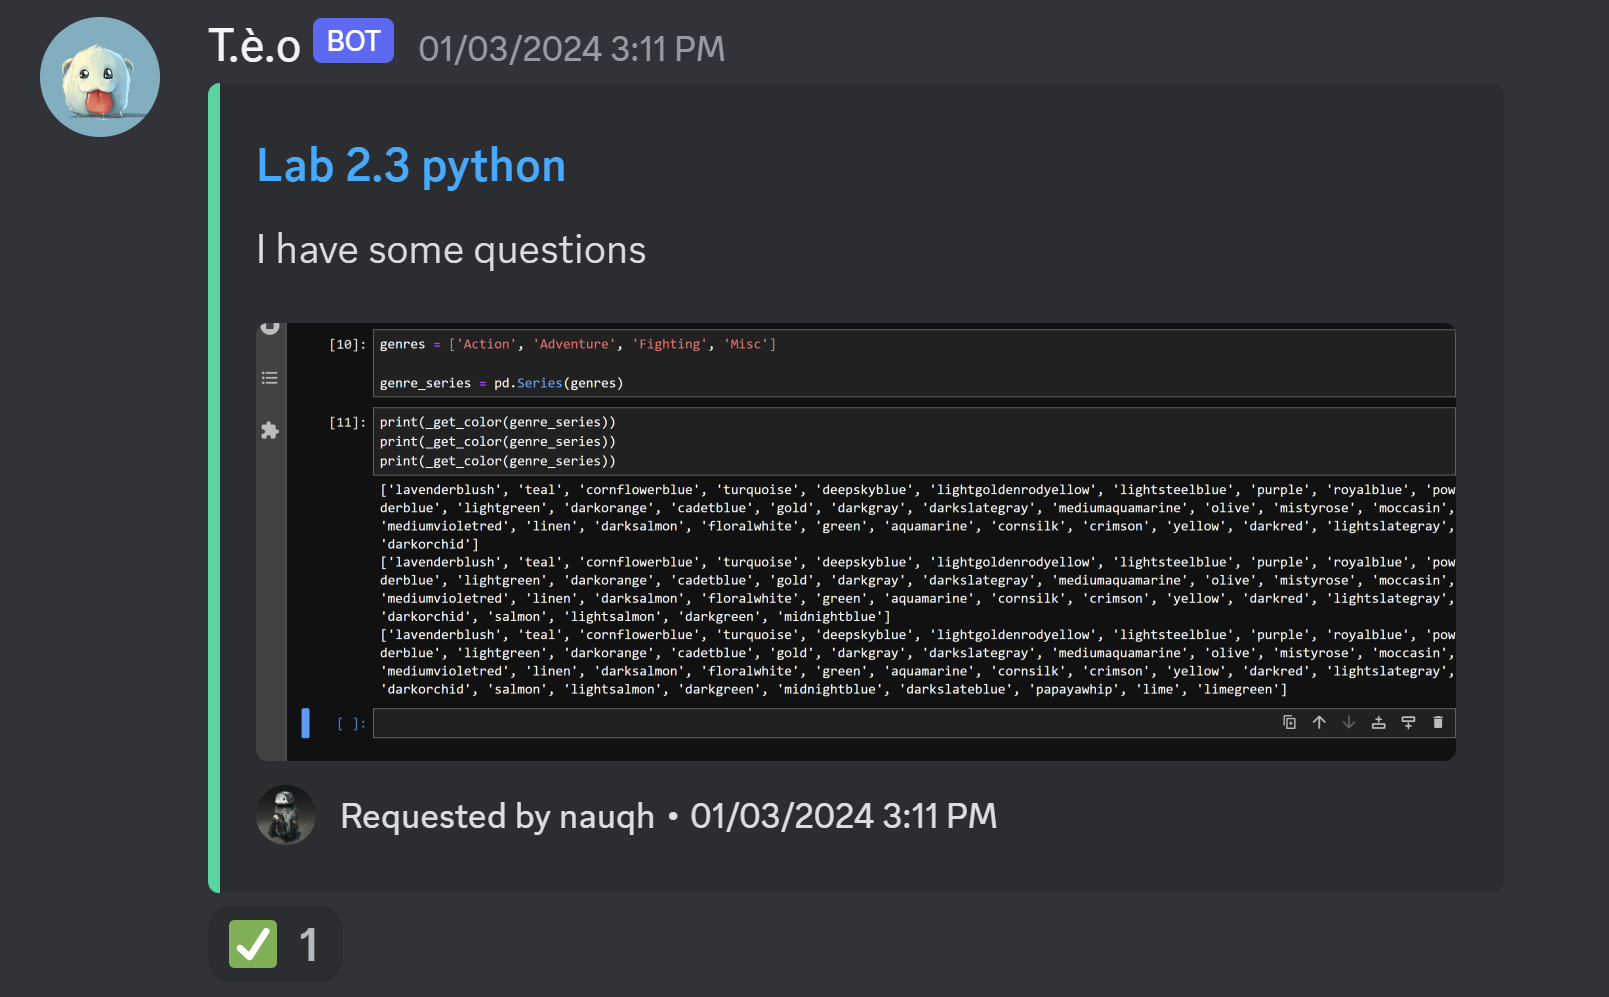 T.è.o BOT 01/03/2024 3:11 PM
Lab 2.3 python
I have some questions
[10]: genres = ['Action', 'Adventure', 'Fighting', 'Misc']
genre_series = pd.Series(genres)
[11]: print(_get_color(genre_series))
print(_get_color(genre_series))
print(_get_color(genre_series))
['lavenderblush', 'teal', 'cornflowerblue', 'turquoise', 'deepskyblue', 'lightgoldenrodyellow', 'lightsteelblue', 'purple', 'royalblue', 'pow
derblue', 'lightgreen', 'darkorange', 'cadetblue', 'gold', 'darkgray', 'darkslategray', 'mediumaquamarine', 'olive', 'mistyrose', 'moccasin',
'mediumvioletred', 'linen', 'darksalmon', 'floralwhite', 'green', 'aquamarine', 'cornsilk', 'crimson', 'yellow', 'darkred', 'lightslategray',
'darkorchid']
['lavenderblush', 'teal', 'cornflowerblue', 'turquoise', 'deepskyblue', 'lightgoldenrodyellow', 'lightsteelblue', 'purple', 'royalblue', 'pow
derblue', 'lightgreen', 'darkorange', 'cadetblue', 'gold', 'darkgray', 'darkslategray', 'mediumaquamarine', 'olive', 'mistyrose', 'moccasin',
'mediumvioletred', 'linen', 'darksalmon', 'floralwhite', 'green', 'aquamarine', 'cornsilk', 'crimson', 'yellow', 'darkred', 'lightslategray',
'darkorchid', 'salmon', 'lightsalmon', 'darkgreen', 'midnightblue']
['lavenderblush', 'teal', 'cornflowerblue', 'turquoise', 'deepskyblue', 'lightgoldenrodyellow', 'lightsteelblue', 'purple', 'royalblue', 'pow
derblue', 'lightgreen', 'darkorange', 'cadetblue', 'gold', 'darkgray', 'darkslategray', 'mediumaquamarine', 'olive', 'mistyrose', 'moccasin',
'mediumvioletred', 'linen', 'darksalmon', 'floralwhite', 'green', 'aquamarine', 'cornsilk', 'crimson', 'yellow', 'darkred', 'lightslategray',
'darkorchid', 'salmon', 'lightsalmon', 'darkgreen', 'midnightblue', 'darkslateblue', 'papayawhip', 'lime', 'limegreen']
[ ]:
Requested by nauqh • 01/03/2024 3:11 PM
✅ 1